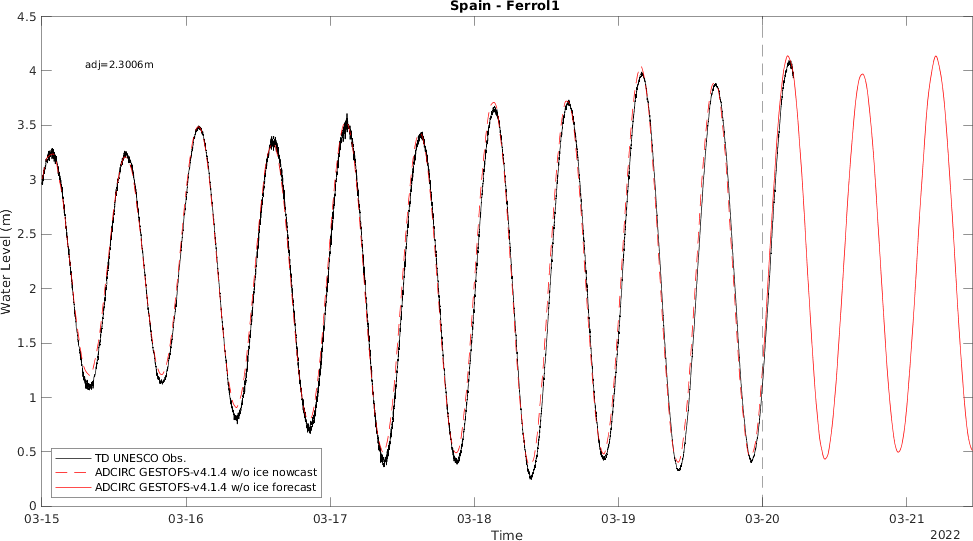 Spain - Ferrol1
adj=2.3006m
4.5
4
3.5
3
2.5
2
1.5
1
0.5
0
Water Level (m)
TD UNESCO Obs.
ADCIRC GESTOFS-v4.1.4 w/o ice nowcast
ADCIRC GESTOFS-v4.1.4 w/o ice forecast
03-15 03-16 03-17 03-18 03-19 03-20 03-21
Time
2022